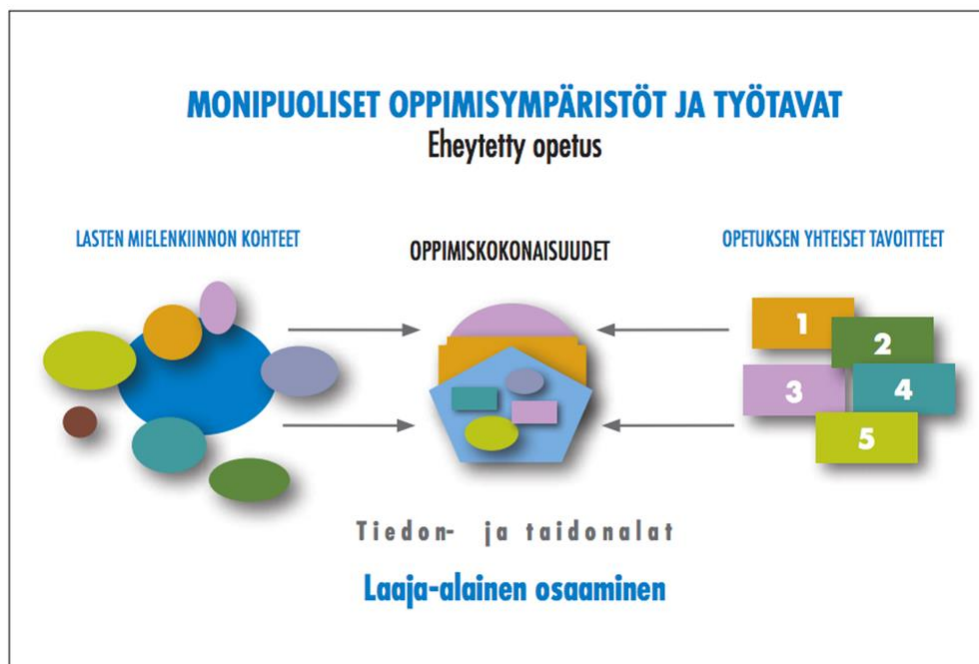 MONIPUOLISET OPPIMISYMPÄRISTÖT JA TYÖTAVAT
Eheytetty opetus
LASTEN MIELENKIINNON KOHTEET
OPPIMISKOKONAISUUDET
OPETUKSEN YHTEISET TAVOITTEET
1
2
3
4
5
Tiedon- ja taidonalat
Laaja-alainen osaaminen